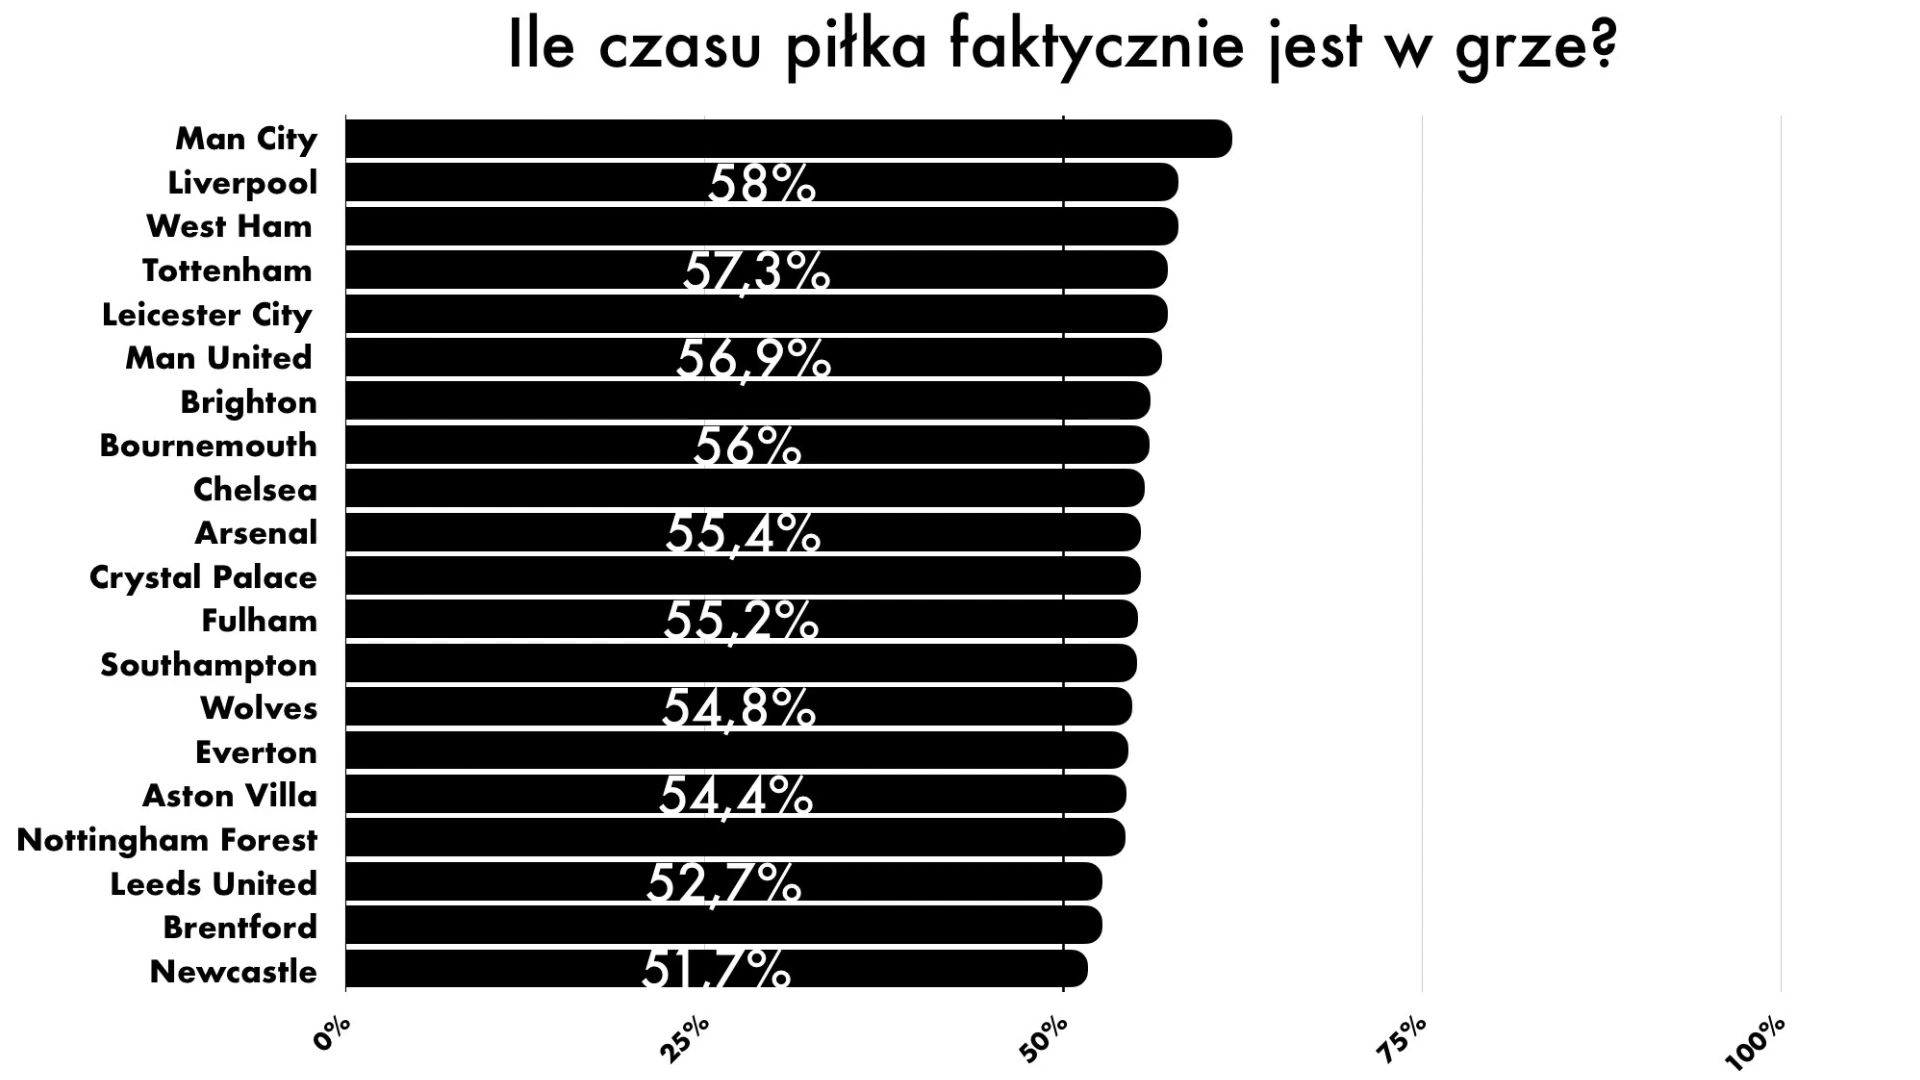 Ile czasu piłka faktycznie jest w grze?
Man City
Liverpool 58%
West Ham
Tottenham 57,3%
Leicester City
Man United 56,9%
Brighton
Bournemouth 56%
Chelsea
Arsenal 55,4%
Crystal Palace
Fulham 55,2%
Southampton
Wolves 54,8%
Everton
Aston Villa 54,4%
Nottingham Forest
Leeds United 52,7%
Brentford
Newcastle 51,7%
0% 25% 50% 75% 100%